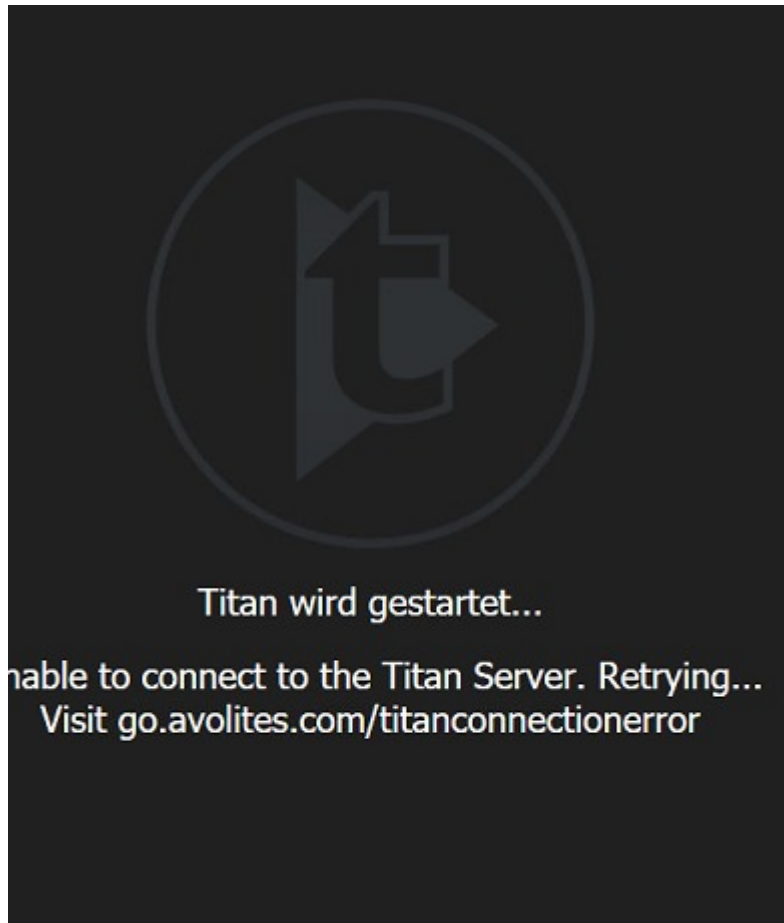 Titan wird gestartet...
nable to connect to the Titan Server. Retrying...
Visit go.avolites.com/titanconnectionerror